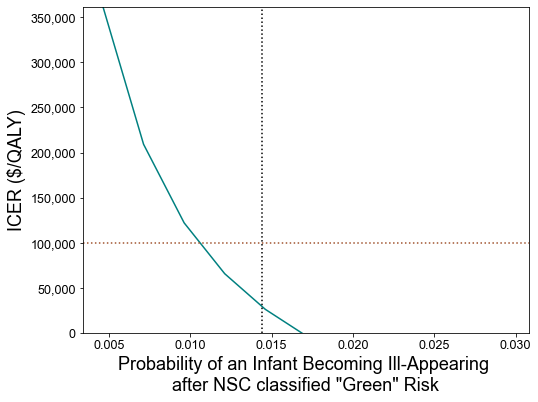 350,000
300,000
250,000
200,000
150,000
100,000
50,000
0
ICER ($/QALY)
0.005 0.010 0.015 0.020 0.025 0.030
Probability of an Infant Becoming Ill-Appearing
after NSC classified "Green" Risk